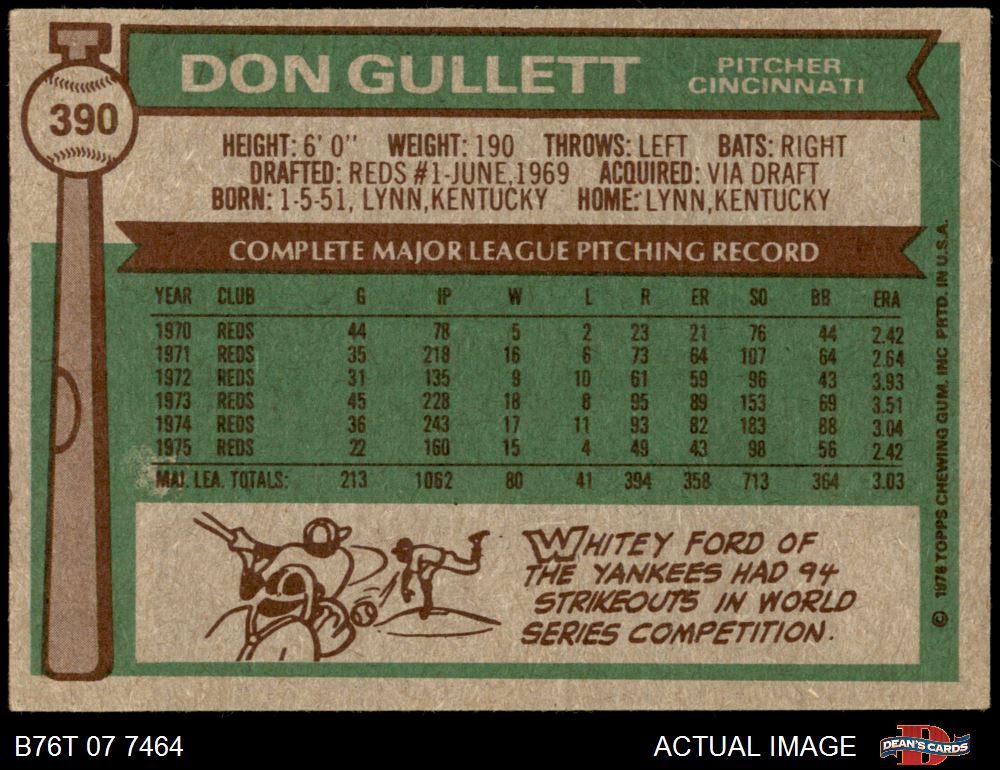 390
DON GULLETT
PITCHER
CINCINNATI
HEIGHT: 6' 0" WEIGHT: 190 THROWS: LEFT BATS: RIGHT
DRAFTED: REDS #1-JUNE,1969 ACQUIRED: VIA DRAFT
BORN: 1-5-51, LYNN,KENTUCKY HOME: LYNN,KENTUCKY
COMPLETE MAJOR LEAGUE PITCHING RECORD
YEAR CLUB G IP W L R ER SO BB ERA
1970 REDS 44 78 5 2 23 21 76 44 2.42
1971 REDS 35 218 16 6 73 64 107 64 2.64
1972 REDS 31 135 9 10 61 59 96 43 3.93
1973 REDS 45 228 18 8 95 89 153 69 3.51
1974 REDS 36 243 17 11 93 82 183 88 3.04
1975 REDS 22 160 15 4 49 43 98 56 2.42
MAJ. LEA. TOTALS: 213 1062 80 41 394 358 713 364 3.03
WHITEY FORD OF
THE YANKEES HAD 94
STRIKEOUTS IN WORLD
SERIES COMPETITION.
© 1976 TOPPS CHEWING GUM, INC PRTD. IN U.S.A.
B76T 07 7464
ACTUAL IMAGE
D
DEAN'S CARDS